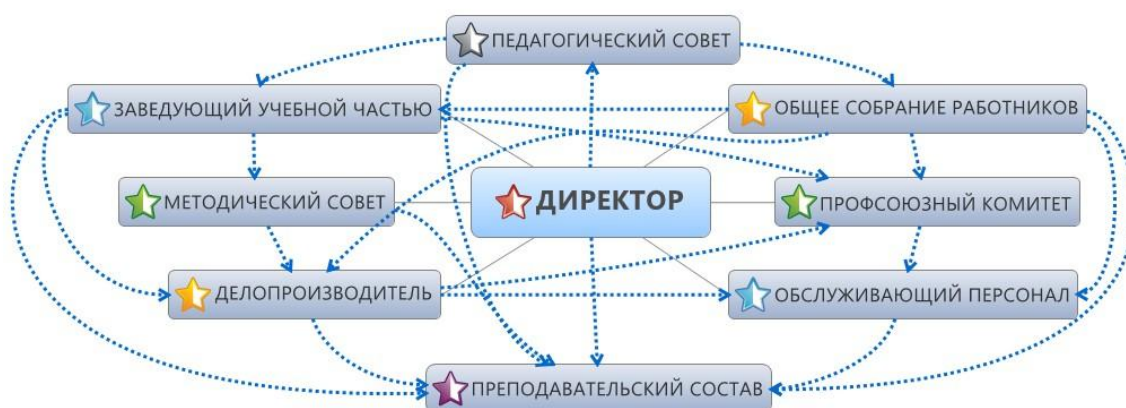 ПЕДАГОГИЧЕСКИЙ СОВЕТ
ЗАВЕДУЮЩИЙ УЧЕБНОЙ ЧАСТЬЮ
ОБЩЕЕ СОБРАНИЕ РАБОТНИКОВ
МЕТОДИЧЕСКИЙ СОВЕТ
ДИРЕКТОР
ПРОФСОЮЗНЫЙ КОМИТЕТ
ДЕЛОПРОИЗВОДИТЕЛЬ
ОБСЛУЖИВАЮЩИЙ ПЕРСОНАЛ
ПРЕПОДАВАТЕЛЬСКИЙ СОСТАВ